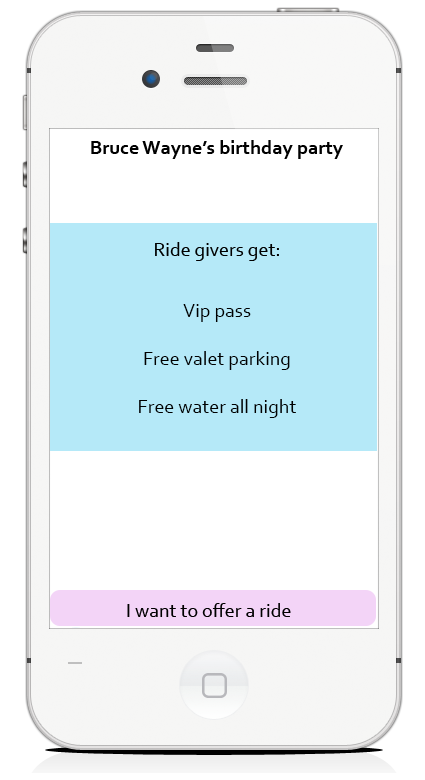 Bruce Wayne's birthday party
Ride givers get:
Vip pass
Free valet parking
Free water all night
I want to offer a ride